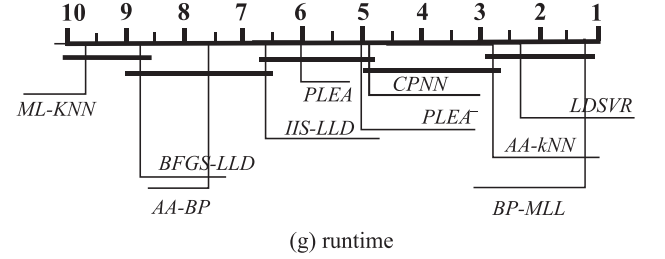 10 9 8 7 6 5 4 3 2 1
PLEA
CPNN
ML-KNN
LDSVR
PLEA⁻
IIS-LLD
AA-kNN
BFGS-LLD
AA-BP
BP-MLL
(g) runtime